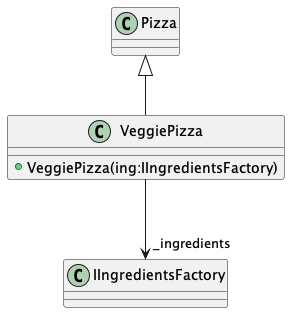 C Pizza
C VeggiePizza
VeggiePizza(ing:IIngredientsFactory)
_ingredients
C IIngredientsFactory